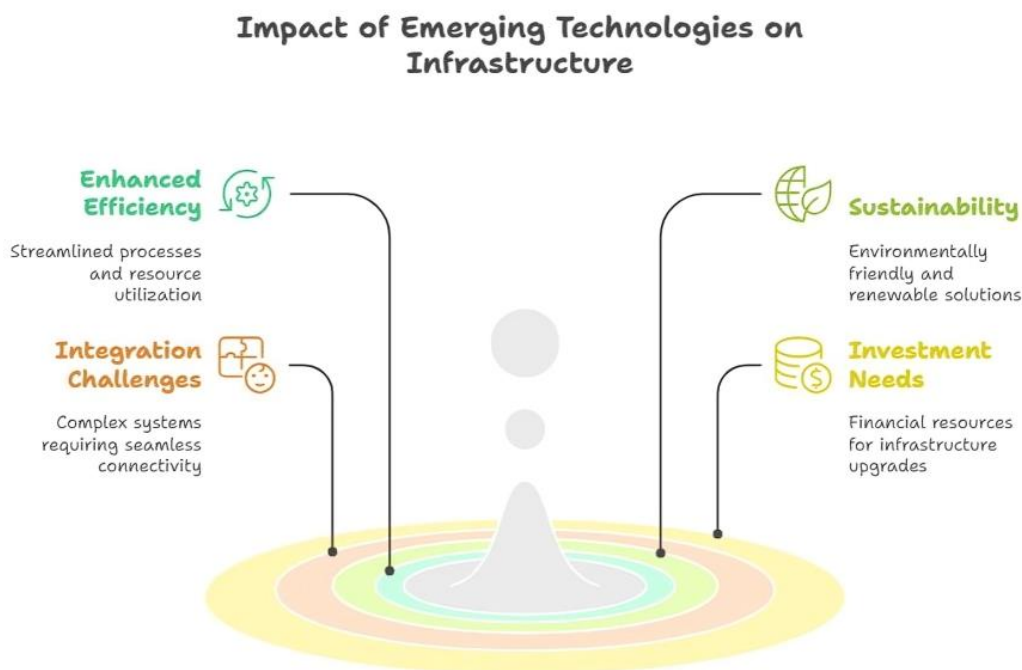 Impact of Emerging Technologies on
Infrastructure
Enhanced
Efficiency
Streamlined processes
and resource
utilization
Integration
Challenges
Complex systems
requiring seamless
connectivity
Sustainability
Environmentally
friendly and
renewable solutions
Investment
Needs
Financial resources
for infrastructure
upgrades